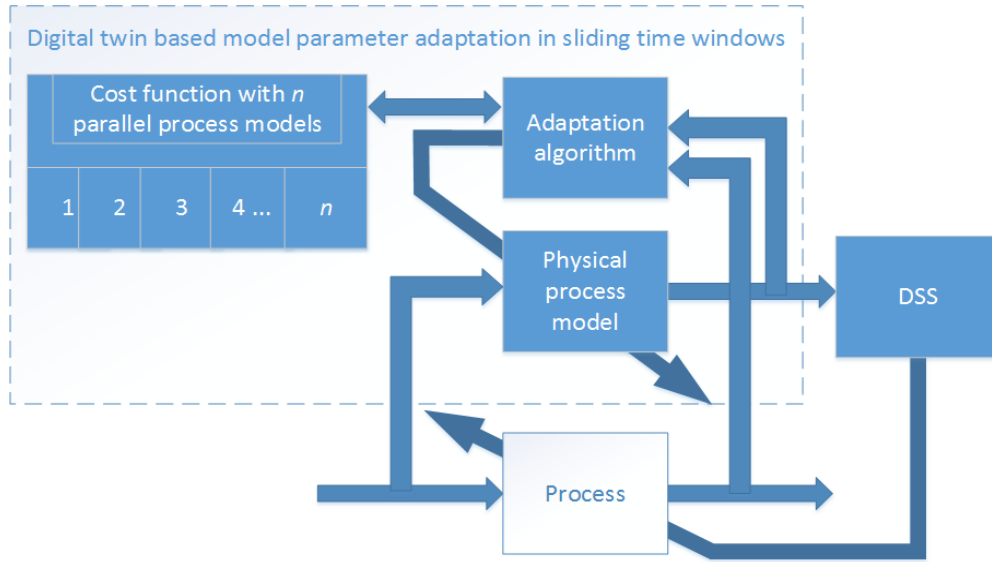 Digital twin based model parameter adaptation in sliding time windows
Cost function with n
parallel process models
1 2 3 4 ... n
Adaptation
algorithm
Physical
process
model
DSS
Process